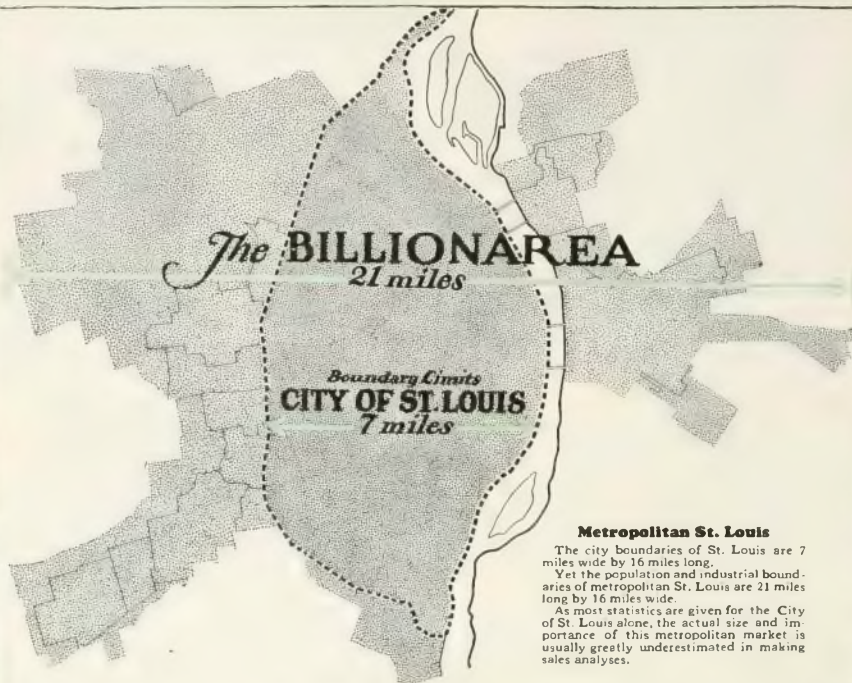 The BILLIONAREA
21 miles
Boundary Limits
CITY OF ST. LOUIS
7 miles
Metropolitan St. Louis
The city boundaries of St. Louis are 7
miles wide by 16 miles long.
Yet the population and industrial bound-
aries of metropolitan St. Louis are 21 miles
long by 16 miles wide.
As most statistics are given for the City
of St. Louis alone, the actual size and im-
portance of this metropolitan market is
usually greatly underestimated in making
sales analyses.